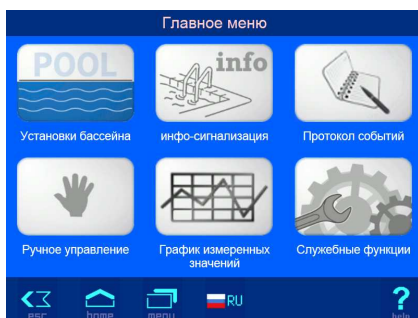 Главное меню
POOL
info
Установки бассейна
инфо-сигнализация
Протокол событий
Ручное управление
График измеренных
значений
Служебные функции
RU
?
esc
home
menu
help